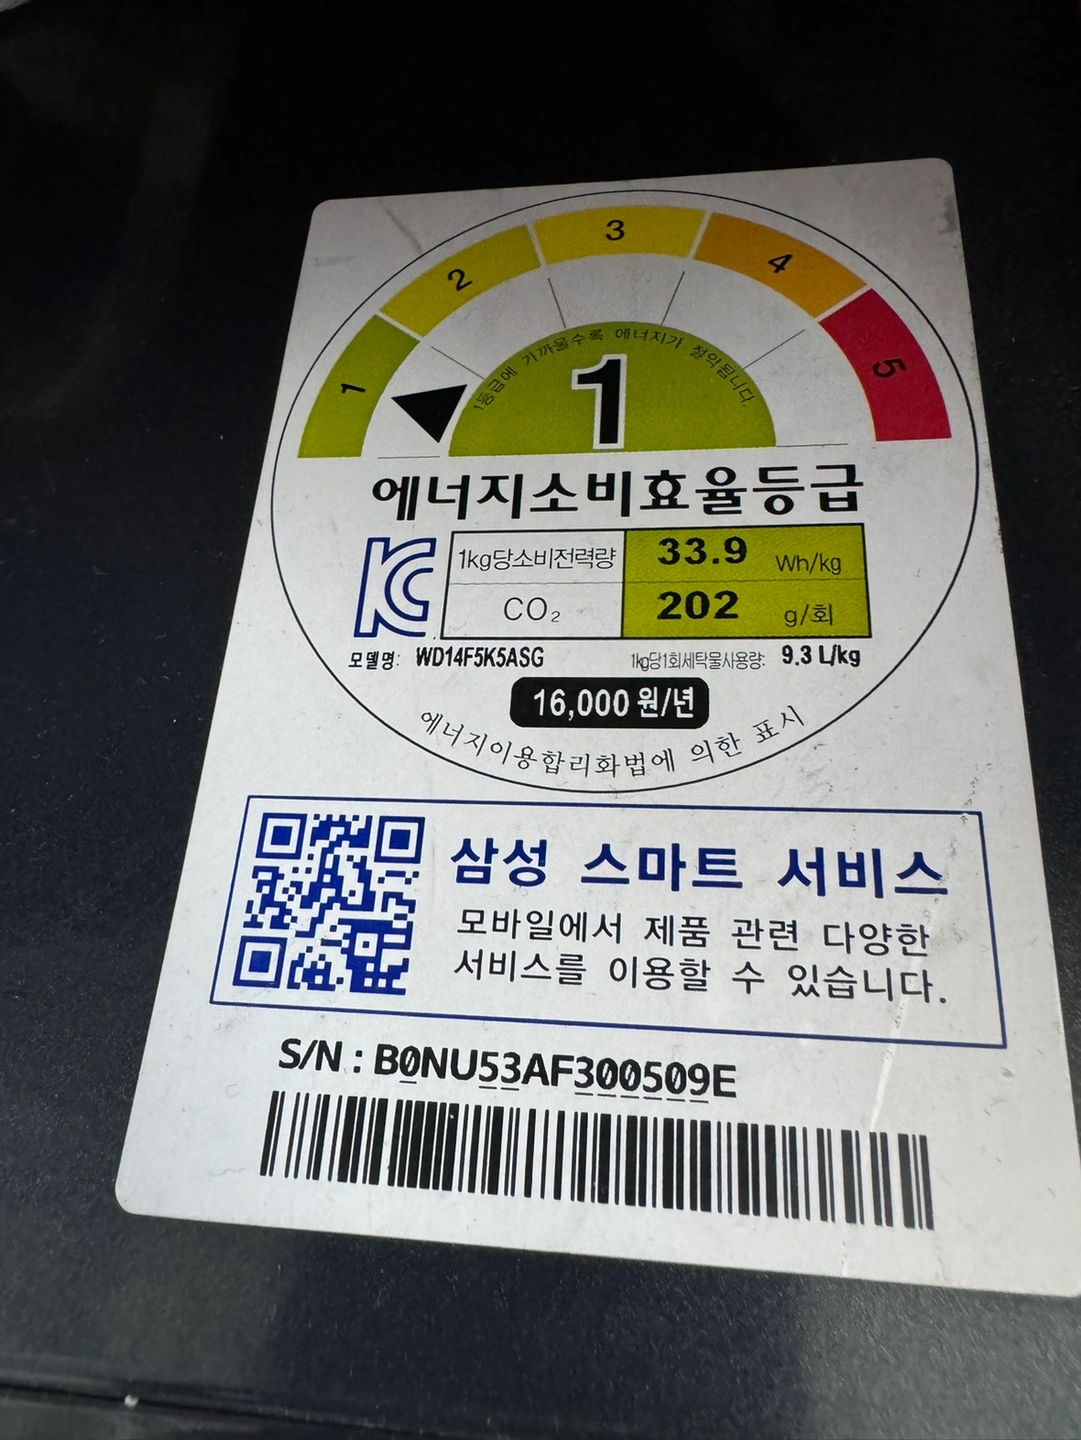 1 2 3 4 5
1등급에 가까울수록 에너지가 절약됩니다.
1
에너지소비효율등급
1kg당소비전력량 33.9 Wh/kg
CO₂ 202 g/회
모델명: WD14F5K5ASG 1kg당1회세탁물사용량: 9.3 L/kg
16,000 원/년
에너지이용합리화법에 의한 표시
삼성 스마트 서비스
모바일에서 제품 관련 다양한
서비스를 이용할 수 있습니다.
S/N : B0NU53AF300509E